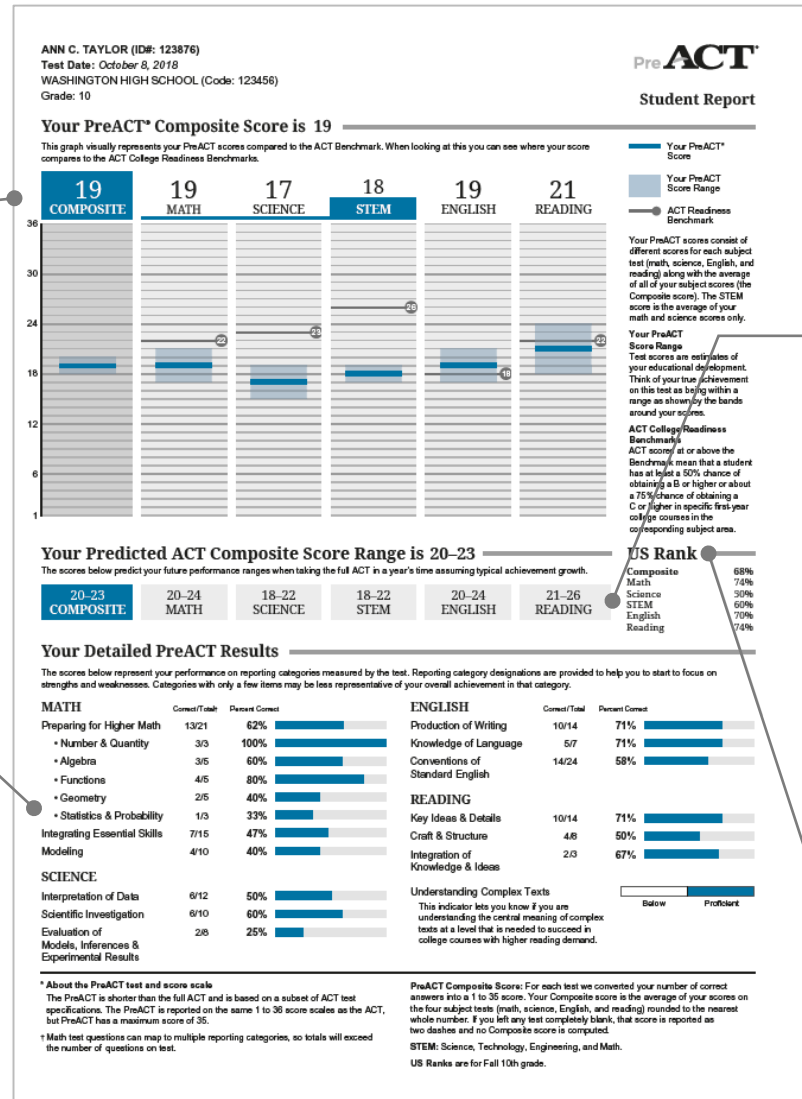 ANN C. TAYLOR (ID#: 123876)
Test Date: October 8, 2018
WASHINGTON HIGH SCHOOL (Code: 123456)
Grade: 10
PreACT®
Student Report
Your PreACT* Composite Score is 19
This graph visually represents your PreACT scores compared to the ACT Benchmark. When looking at this you can see where your score
compares to the ACT College Readiness Benchmarks.
19 19 17 18 19 21
COMPOSITE MATH SCIENCE STEM ENGLISH READING
36
30
24
18
12
6
1
22
23
26
18
22
Your PreACT*
Score
Your PreACT
Score Range
ACT Readiness
Benchmark
Your PreACT scores consist of
different scores for each subject
test (math, science, English, and
reading) along with the average
of all of your subject scores (the
Composite score). The STEM
score is the average of your
math and science scores only.
Your PreACT
Score Range
Test scores are estimates of
your educational development.
Think of your true achievement
on this test as being within a
range as shown by the bands
around your scores.
ACT College Readiness
Benchmarks
ACT scores at or above the
Benchmark mean that a student
has at least a 50% chance of
obtaining a B or higher or about
a 75% chance of obtaining a
C or higher in specific first-year
college courses in the
corresponding subject area.
Your Predicted ACT Composite Score Range is 20–23
The scores below predict your future performance ranges when taking the full ACT in a year's time assuming typical achievement growth.
20–23 20–24 18–22 18–22 20–24 21–26
COMPOSITE MATH SCIENCE STEM ENGLISH READING
US Rank
Composite 68%
Math 74%
Science 50%
STEM 60%
English 70%
Reading 74%
Your Detailed PreACT Results
The scores below represent your performance on reporting categories measured by the test. Reporting category designations are provided to help you to start to focus on
strengths and weaknesses. Categories with only a few items may be less representative of your overall achievement in that category.
MATH Correct/Total† Percent Correct
Preparing for Higher Math 13/21 62%
• Number & Quantity 3/3 100%
• Algebra 3/5 60%
• Functions 4/5 80%
• Geometry 2/5 40%
• Statistics & Probability 1/3 33%
Integrating Essential Skills 7/15 47%
Modeling 4/10 40%
SCIENCE
Interpretation of Data 6/12 50%
Scientific Investigation 6/10 60%
Evaluation of 2/8 25%
Models, Inferences &
Experimental Results
ENGLISH Correct/Total Percent Correct
Production of Writing 10/14 71%
Knowledge of Language 5/7 71%
Conventions of 14/24 58%
Standard English
READING
Key Ideas & Details 10/14 71%
Craft & Structure 4/8 50%
Integration of 2/3 67%
Knowledge & Ideas
Understanding Complex Texts
This indicator lets you know if you are
understanding the central meaning of complex
texts at a level that is needed to succeed in
college courses with higher reading demand.
Below Proficient
* About the PreACT test and score scale
The PreACT is shorter than the full ACT and is based on a subset of ACT test
specifications. The PreACT is reported on the same 1 to 36 score scales as the ACT,
but PreACT has a maximum score of 35.
† Math test questions can map to multiple reporting categories, so totals will exceed
the number of questions on test.
PreACT Composite Score: For each test we converted your number of correct
answers into a 1 to 35 score. Your Composite score is the average of your scores on
the four subject tests (math, science, English, and reading) rounded to the nearest
whole number. If you left any test completely blank, that score is reported as
two dashes and no Composite score is computed.
STEM: Science, Technology, Engineering, and Math.
US Ranks are for Fall 10th grade.